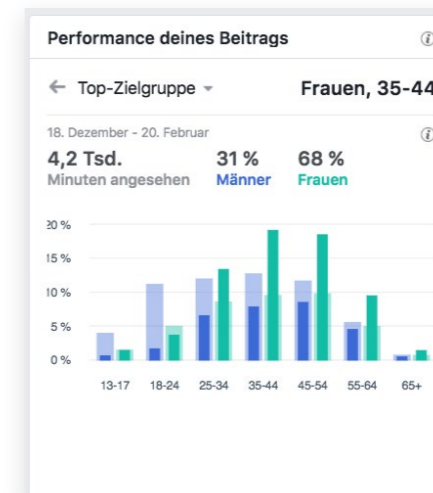 Performance deines Beitrags
Top-Zielgruppe
Frauen, 35-44
18. Dezember - 20. Februar
4,2 Tsd. 31 % 68 %
Minuten angesehen Männer Frauen
20 %
15 %
10 %
5 %
0 %
13-17 18-24 25-34 35-44 45-54 55-64 65+